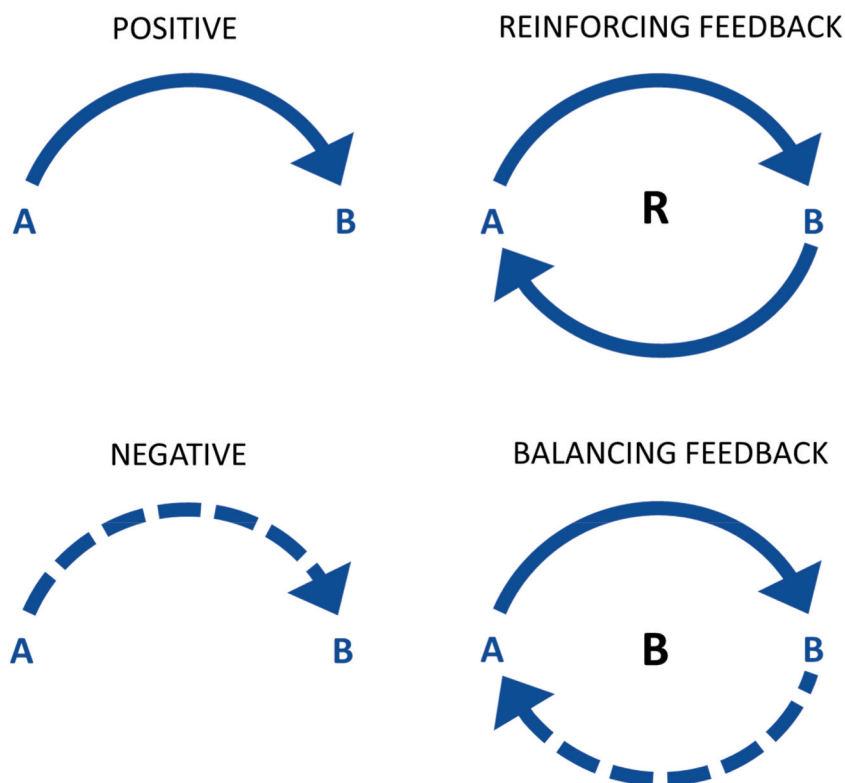 POSITIVE
A B
REINFORCING FEEDBACK
A R B
NEGATIVE
A B
BALANCING FEEDBACK
A B B